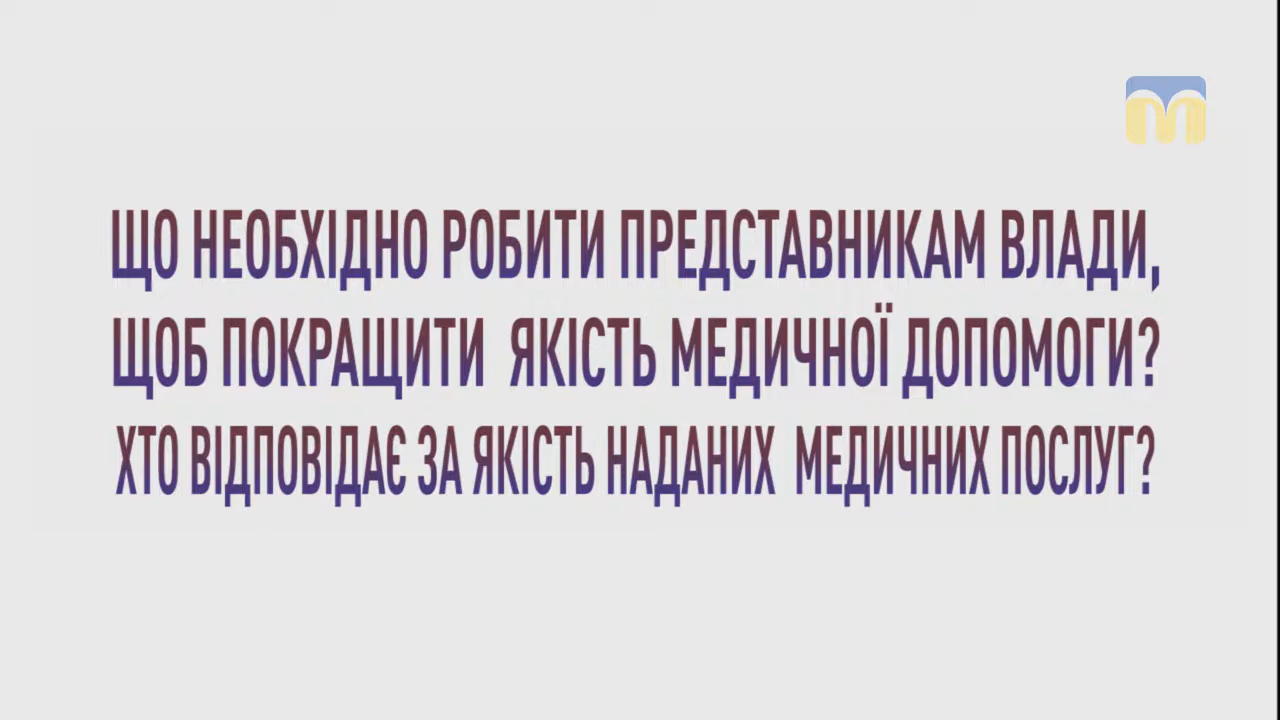 ЩО НЕОБХІДНО РОБИТИ ПРЕДСТАВНИКАМ ВЛАДИ,
ЩОБ ПОКРАЩИТИ ЯКІСТЬ МЕДИЧНОЇ ДОПОМОГИ?
ХТО ВІДПОВІДАЄ ЗА ЯКІСТЬ НАДАНИХ МЕДИЧНИХ ПОСЛУГ?